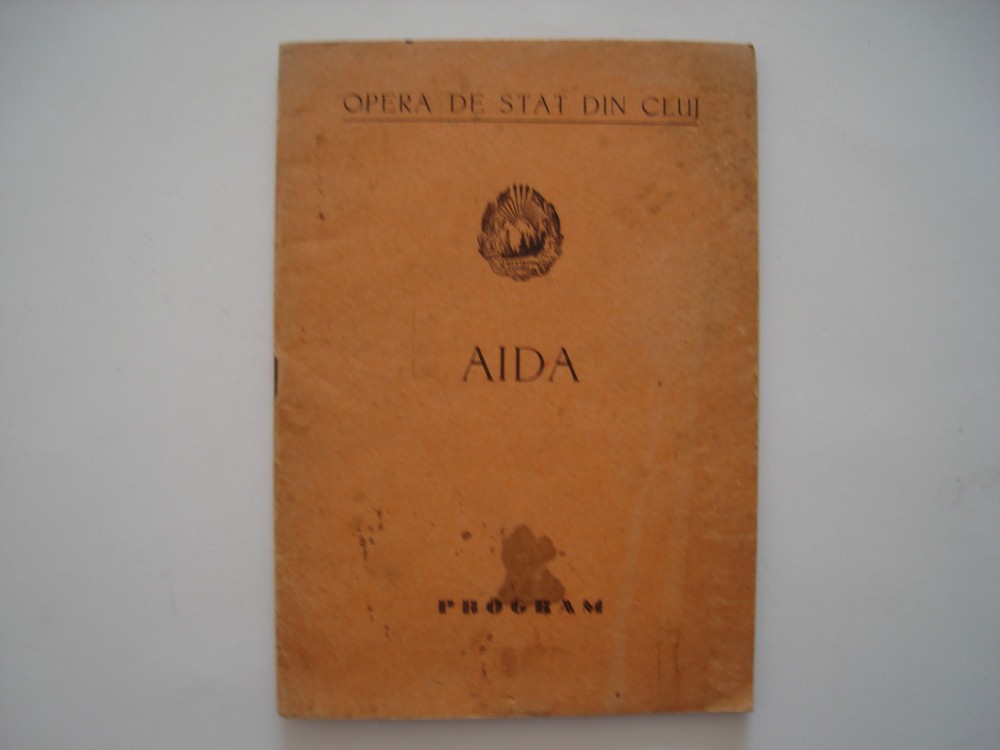 OPERA DE STAT DIN CLUJ
AIDA
PROGRAM